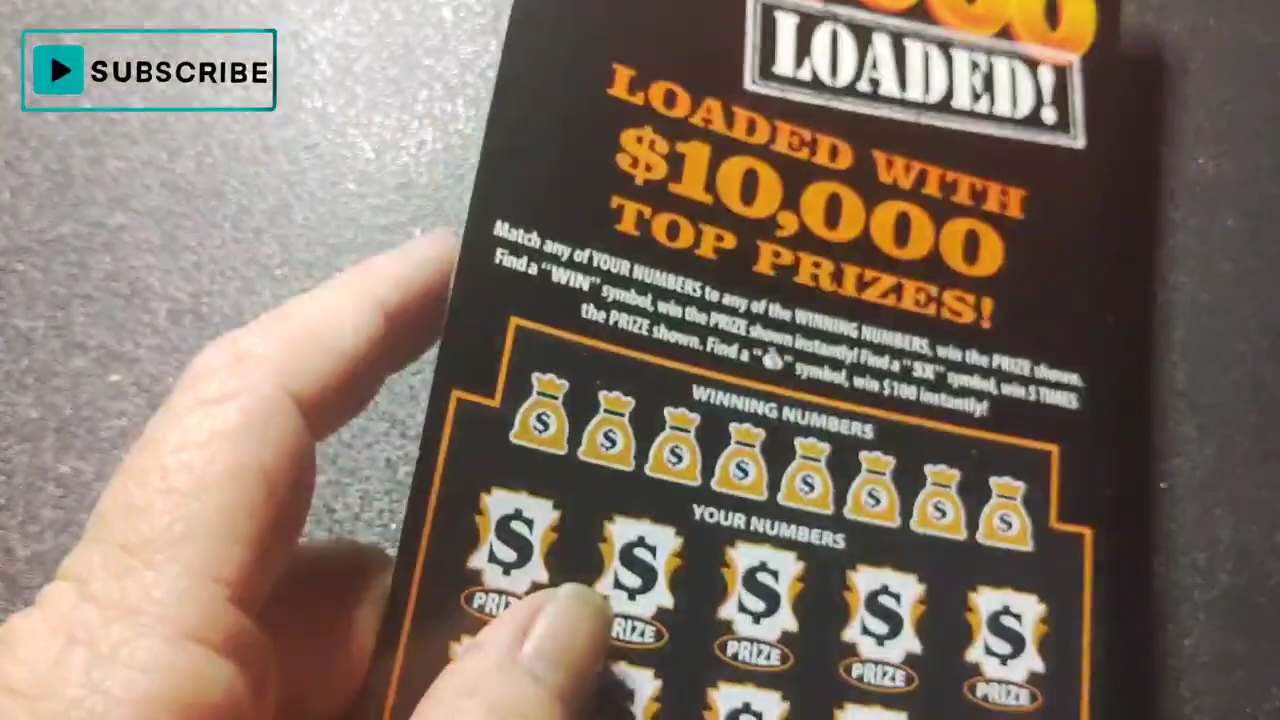 SUBSCRIBE
LOADED!
LOADED WITH
$10,000
TOP PRIZES!
Match any of YOUR NUMBERS to any of the WINNING NUMBERS, win the PRIZE shown.
Find a "WIN" symbol, win the PRIZE shown instantly! Find a "5X" symbol, win 5 TIMES
the PRIZE shown. Find a " " symbol, win $100 instantly!
WINNING NUMBERS
$ $ $ $ $ $ $ $
YOUR NUMBERS
$ $ $ $ $
PRIZE PRIZE PRIZE PRIZE